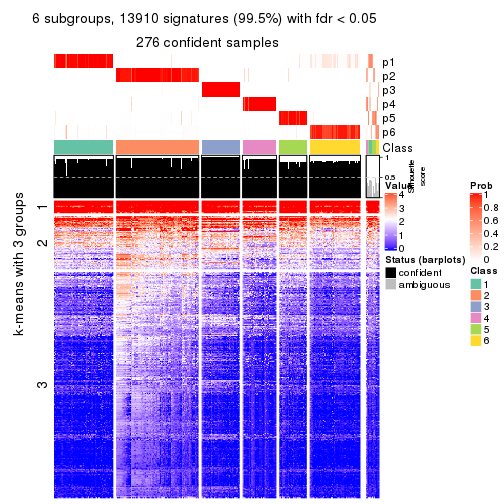 6 subgroups, 13910 signatures (99.5%) with fdr < 0.05
276 confident samples
p1
p2
p3
p4
p5
p6
Class
1
0.5
0
Silhouette
score
k-means with 3 groups
1
2
3
Value
4
3
2
1
0
Status (barplots)
confident
ambiguous
Prob
1
0.8
0.6
0.4
0.2
0
Class
1
2
3
4
5
6